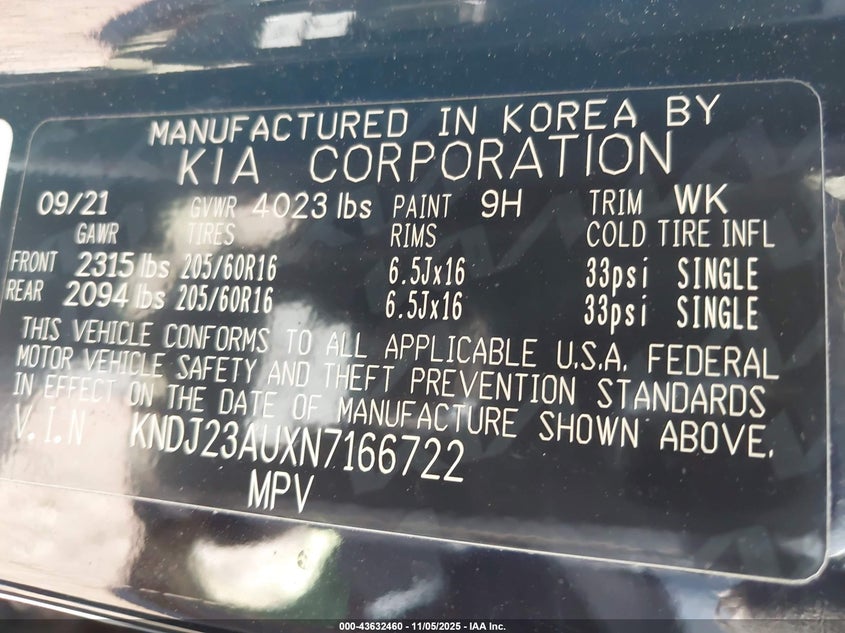 MANUFACTURED IN KOREA BY
KIA CORPORATION
09/21 GVWR 4023 lbs PAINT 9H TRIM WK
GAWR TIRES RIMS COLD TIRE INFL
FRONT 2315 lbs 205/60R16 6.5Jx16 33psi SINGLE
REAR 2094 lbs 205/60R16 6.5Jx16 33psi SINGLE
THIS VEHICLE CONFORMS TO ALL APPLICABLE U.S.A. FEDERAL
MOTOR VEHICLE SAFETY AND THEFT PREVENTION STANDARDS
IN EFFECT ON THE DATE OF MANUFACTURE SHOWN ABOVE.
V.I.N KNDJ23AUXN7166722
MPV
000-43632460 - 11/05/2025 - IAA Inc.